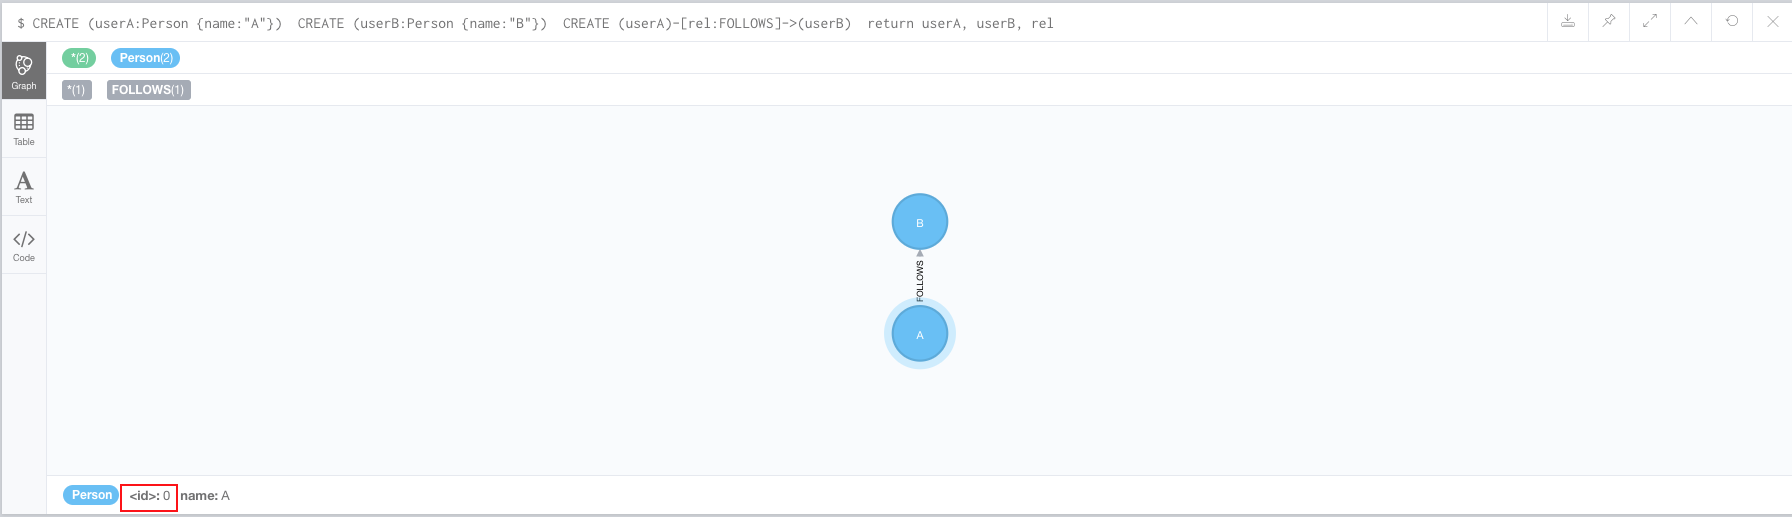 $ CREATE (userA:Person {name:"A"})  CREATE (userB:Person {name:"B"})  CREATE (userA)-[rel:FOLLOWS]->(userB)  return userA, userB, rel
*(2) Person(2)
*(1) FOLLOWS(1)
Graph
Table
A
Text
</>
Code
B
FOLLOWS
A
Person <id>: 0 name: A